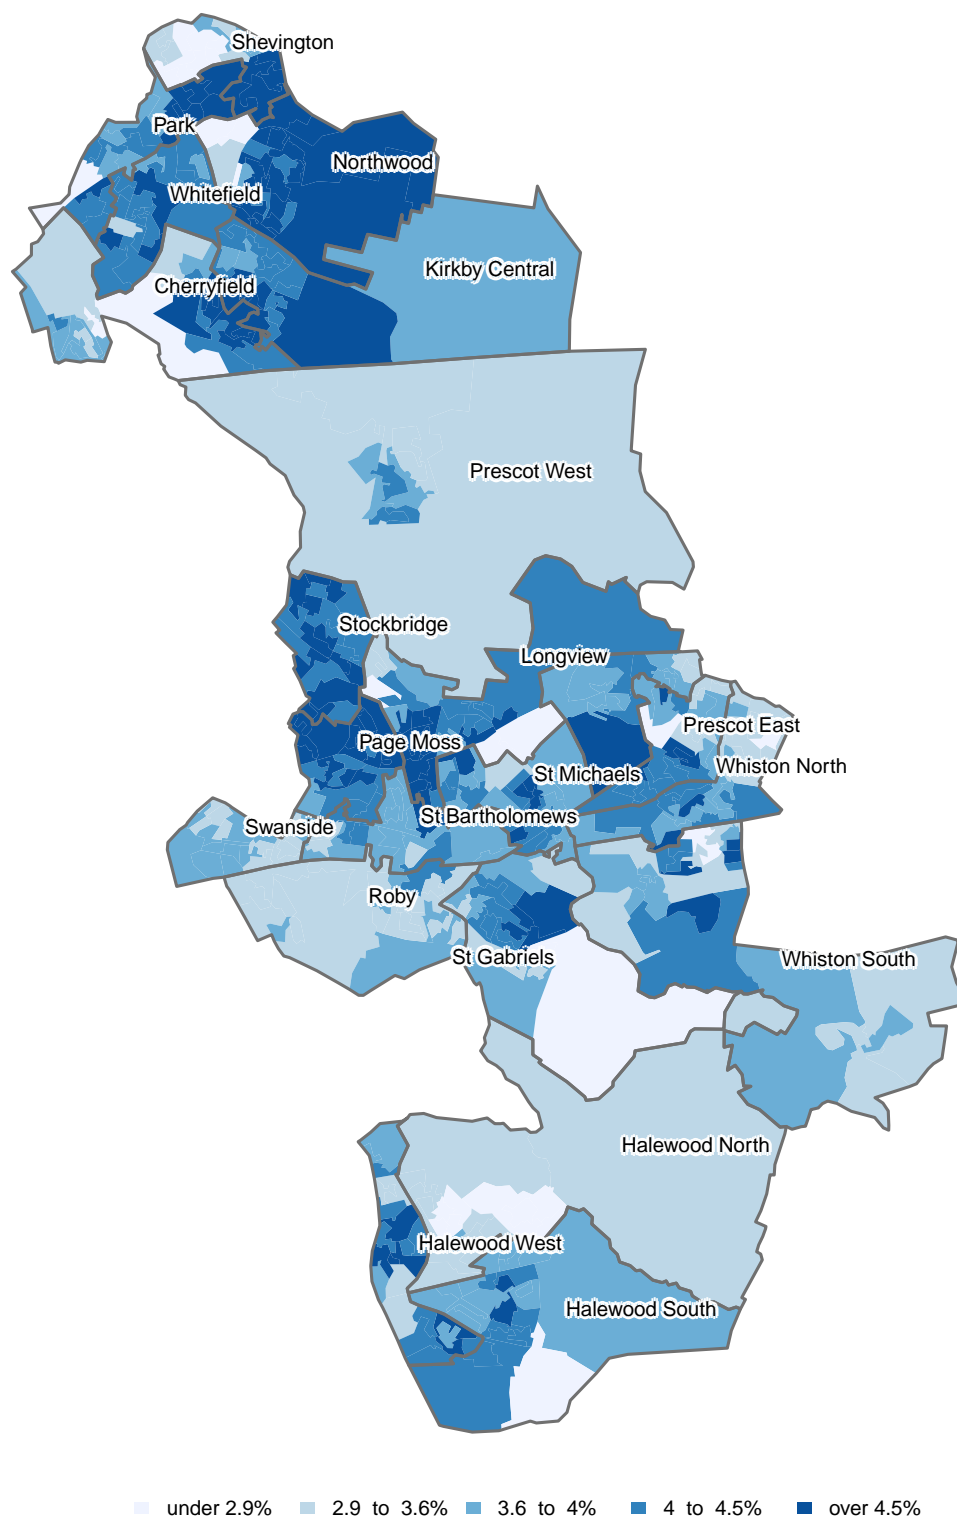 Shevington
Park
Northwood
Whitefield
Kirkby Central
Cherryfield
Prescot West
Stockbridge
Longview
Prescot East
Page Moss
Whiston North
St Michaels
St Bartholomews
Swanside
Roby
St Gabriels
Whiston South
Halewood North
Halewood West
Halewood South
under 2.9% 2.9 to 3.6% 3.6 to 4% 4 to 4.5% over 4.5%